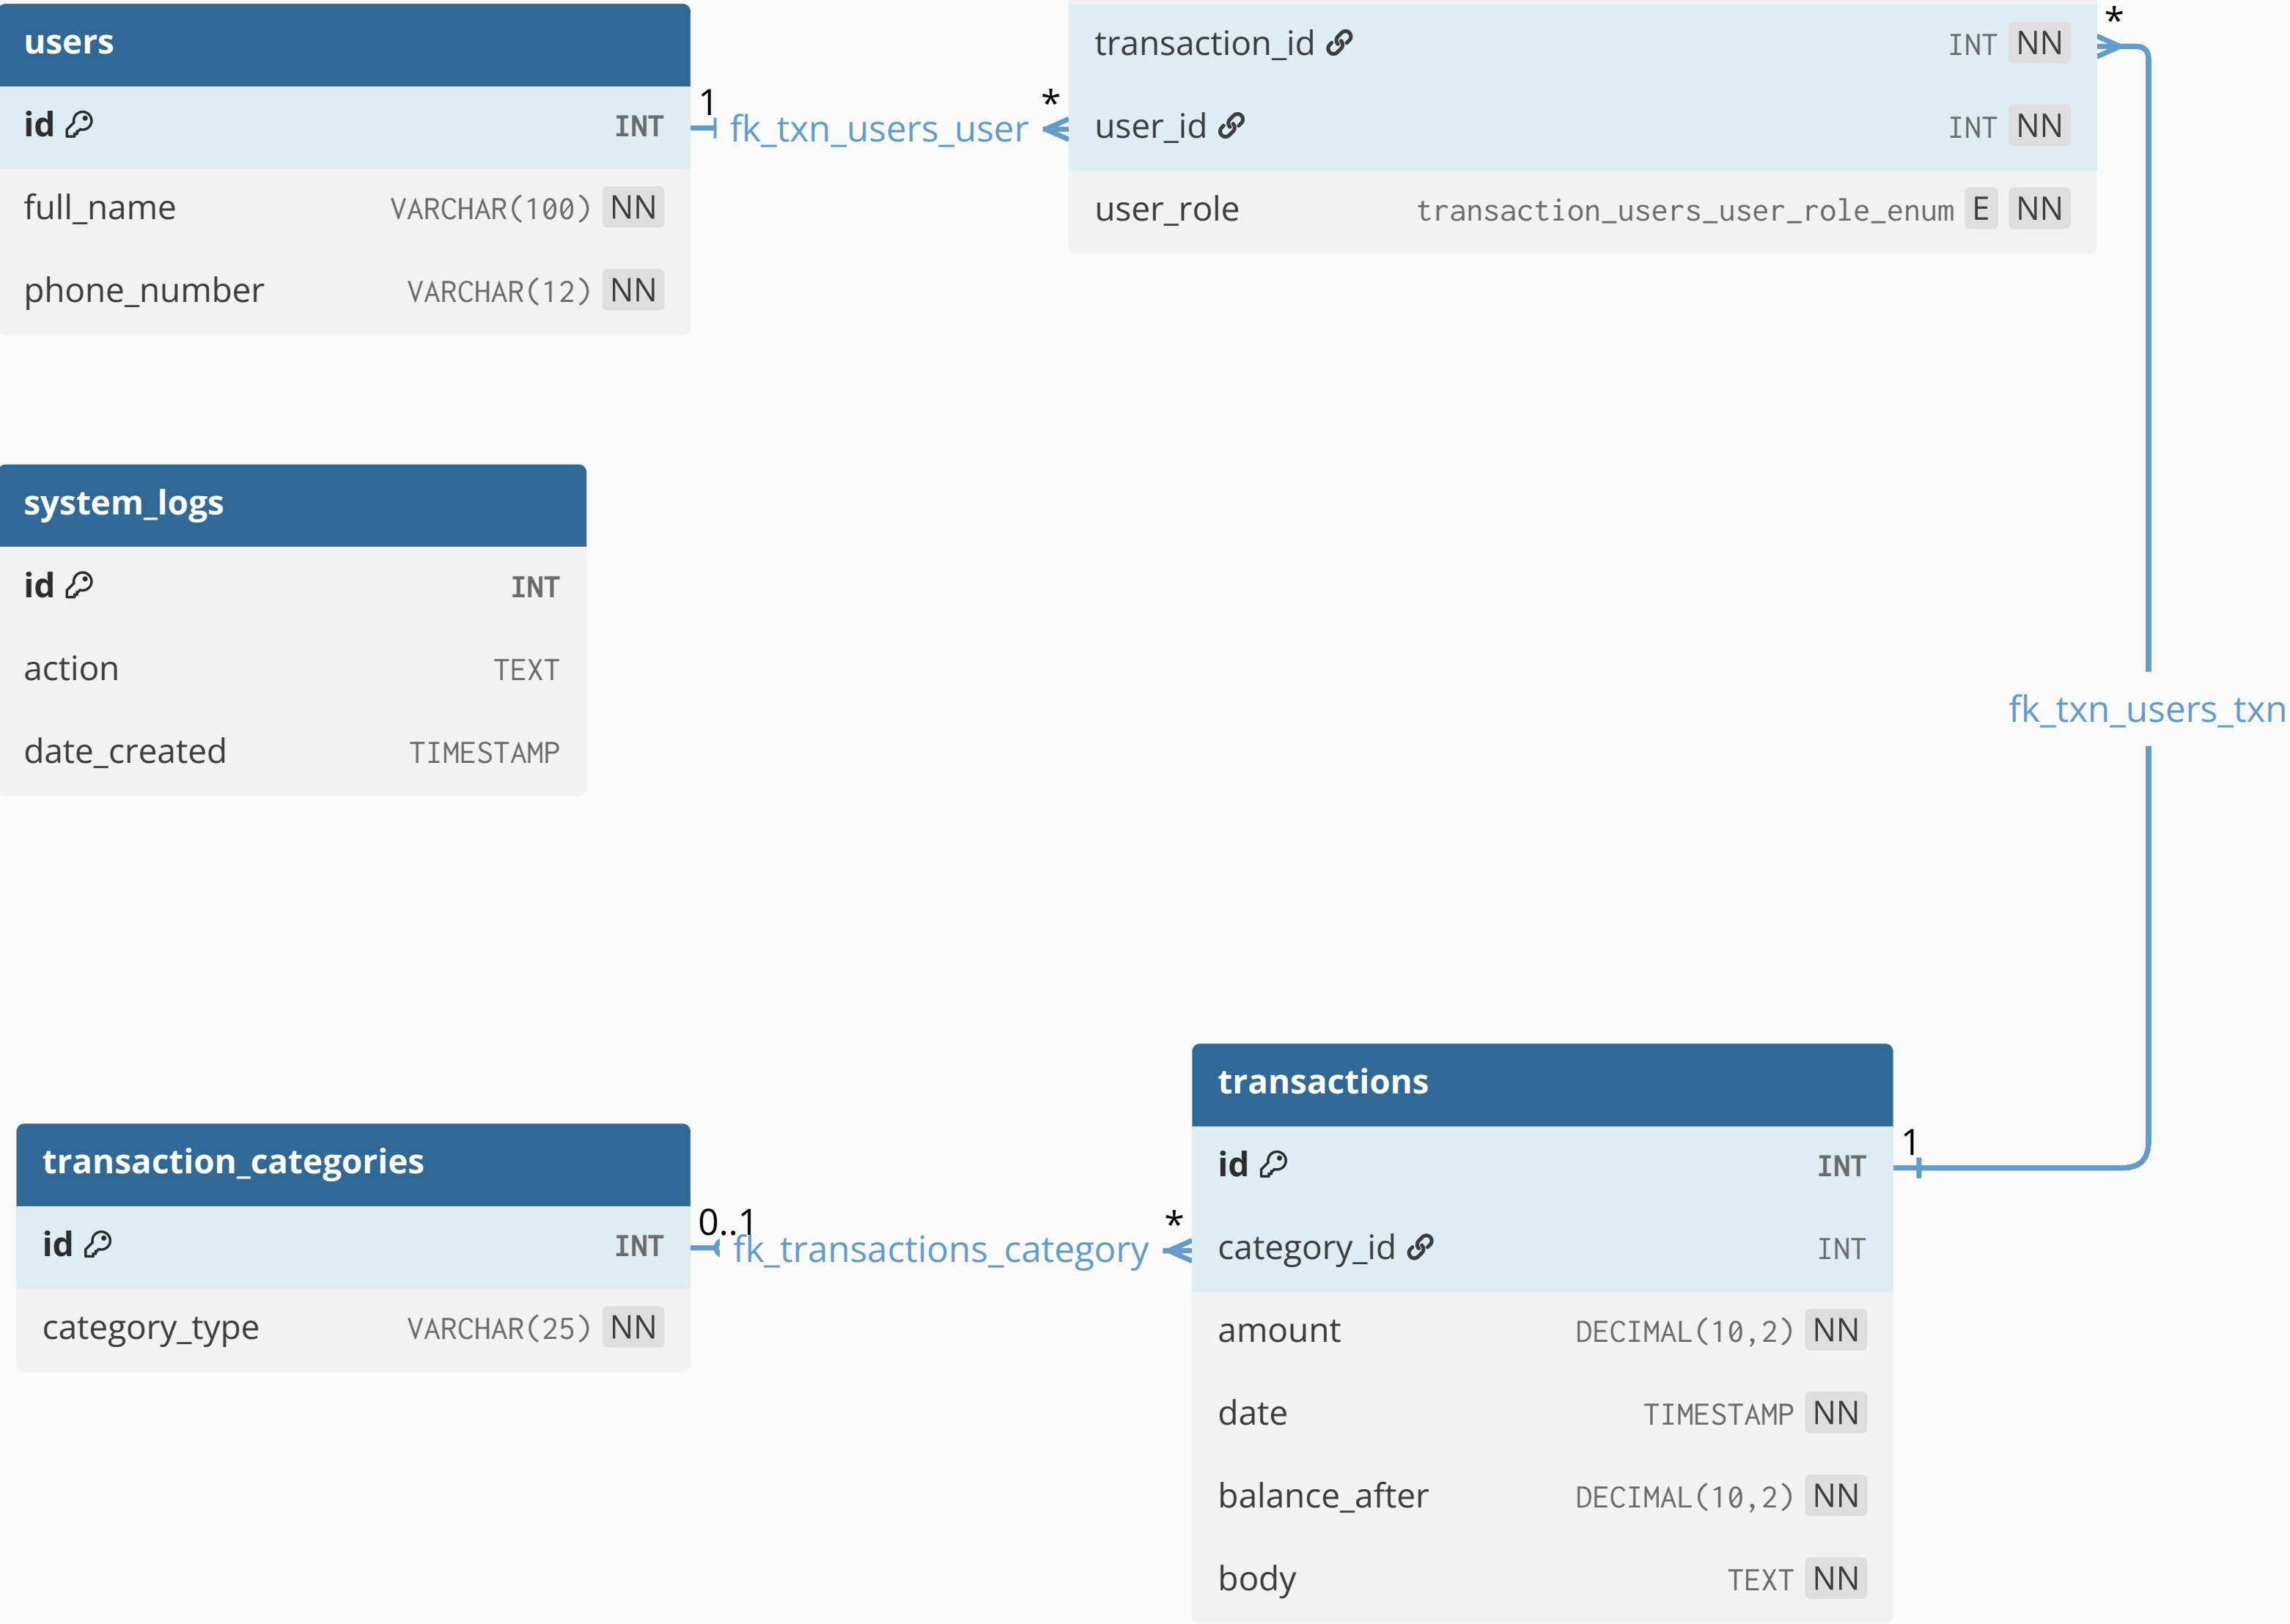 users
id INT
full_name VARCHAR(100) NN
phone_number VARCHAR(12) NN
1 fk_txn_users_user *
transaction_id INT NN *
user_id INT NN
user_role transaction_users_user_role_enum E NN
system_logs
id INT
action TEXT
date_created TIMESTAMP
fk_txn_users_txn
transaction_categories
id INT
category_type VARCHAR(25) NN
0..1 fk_transactions_category *
transactions
id INT 1
category_id INT
amount DECIMAL(10,2) NN
date TIMESTAMP NN
balance_after DECIMAL(10,2) NN
body TEXT NN